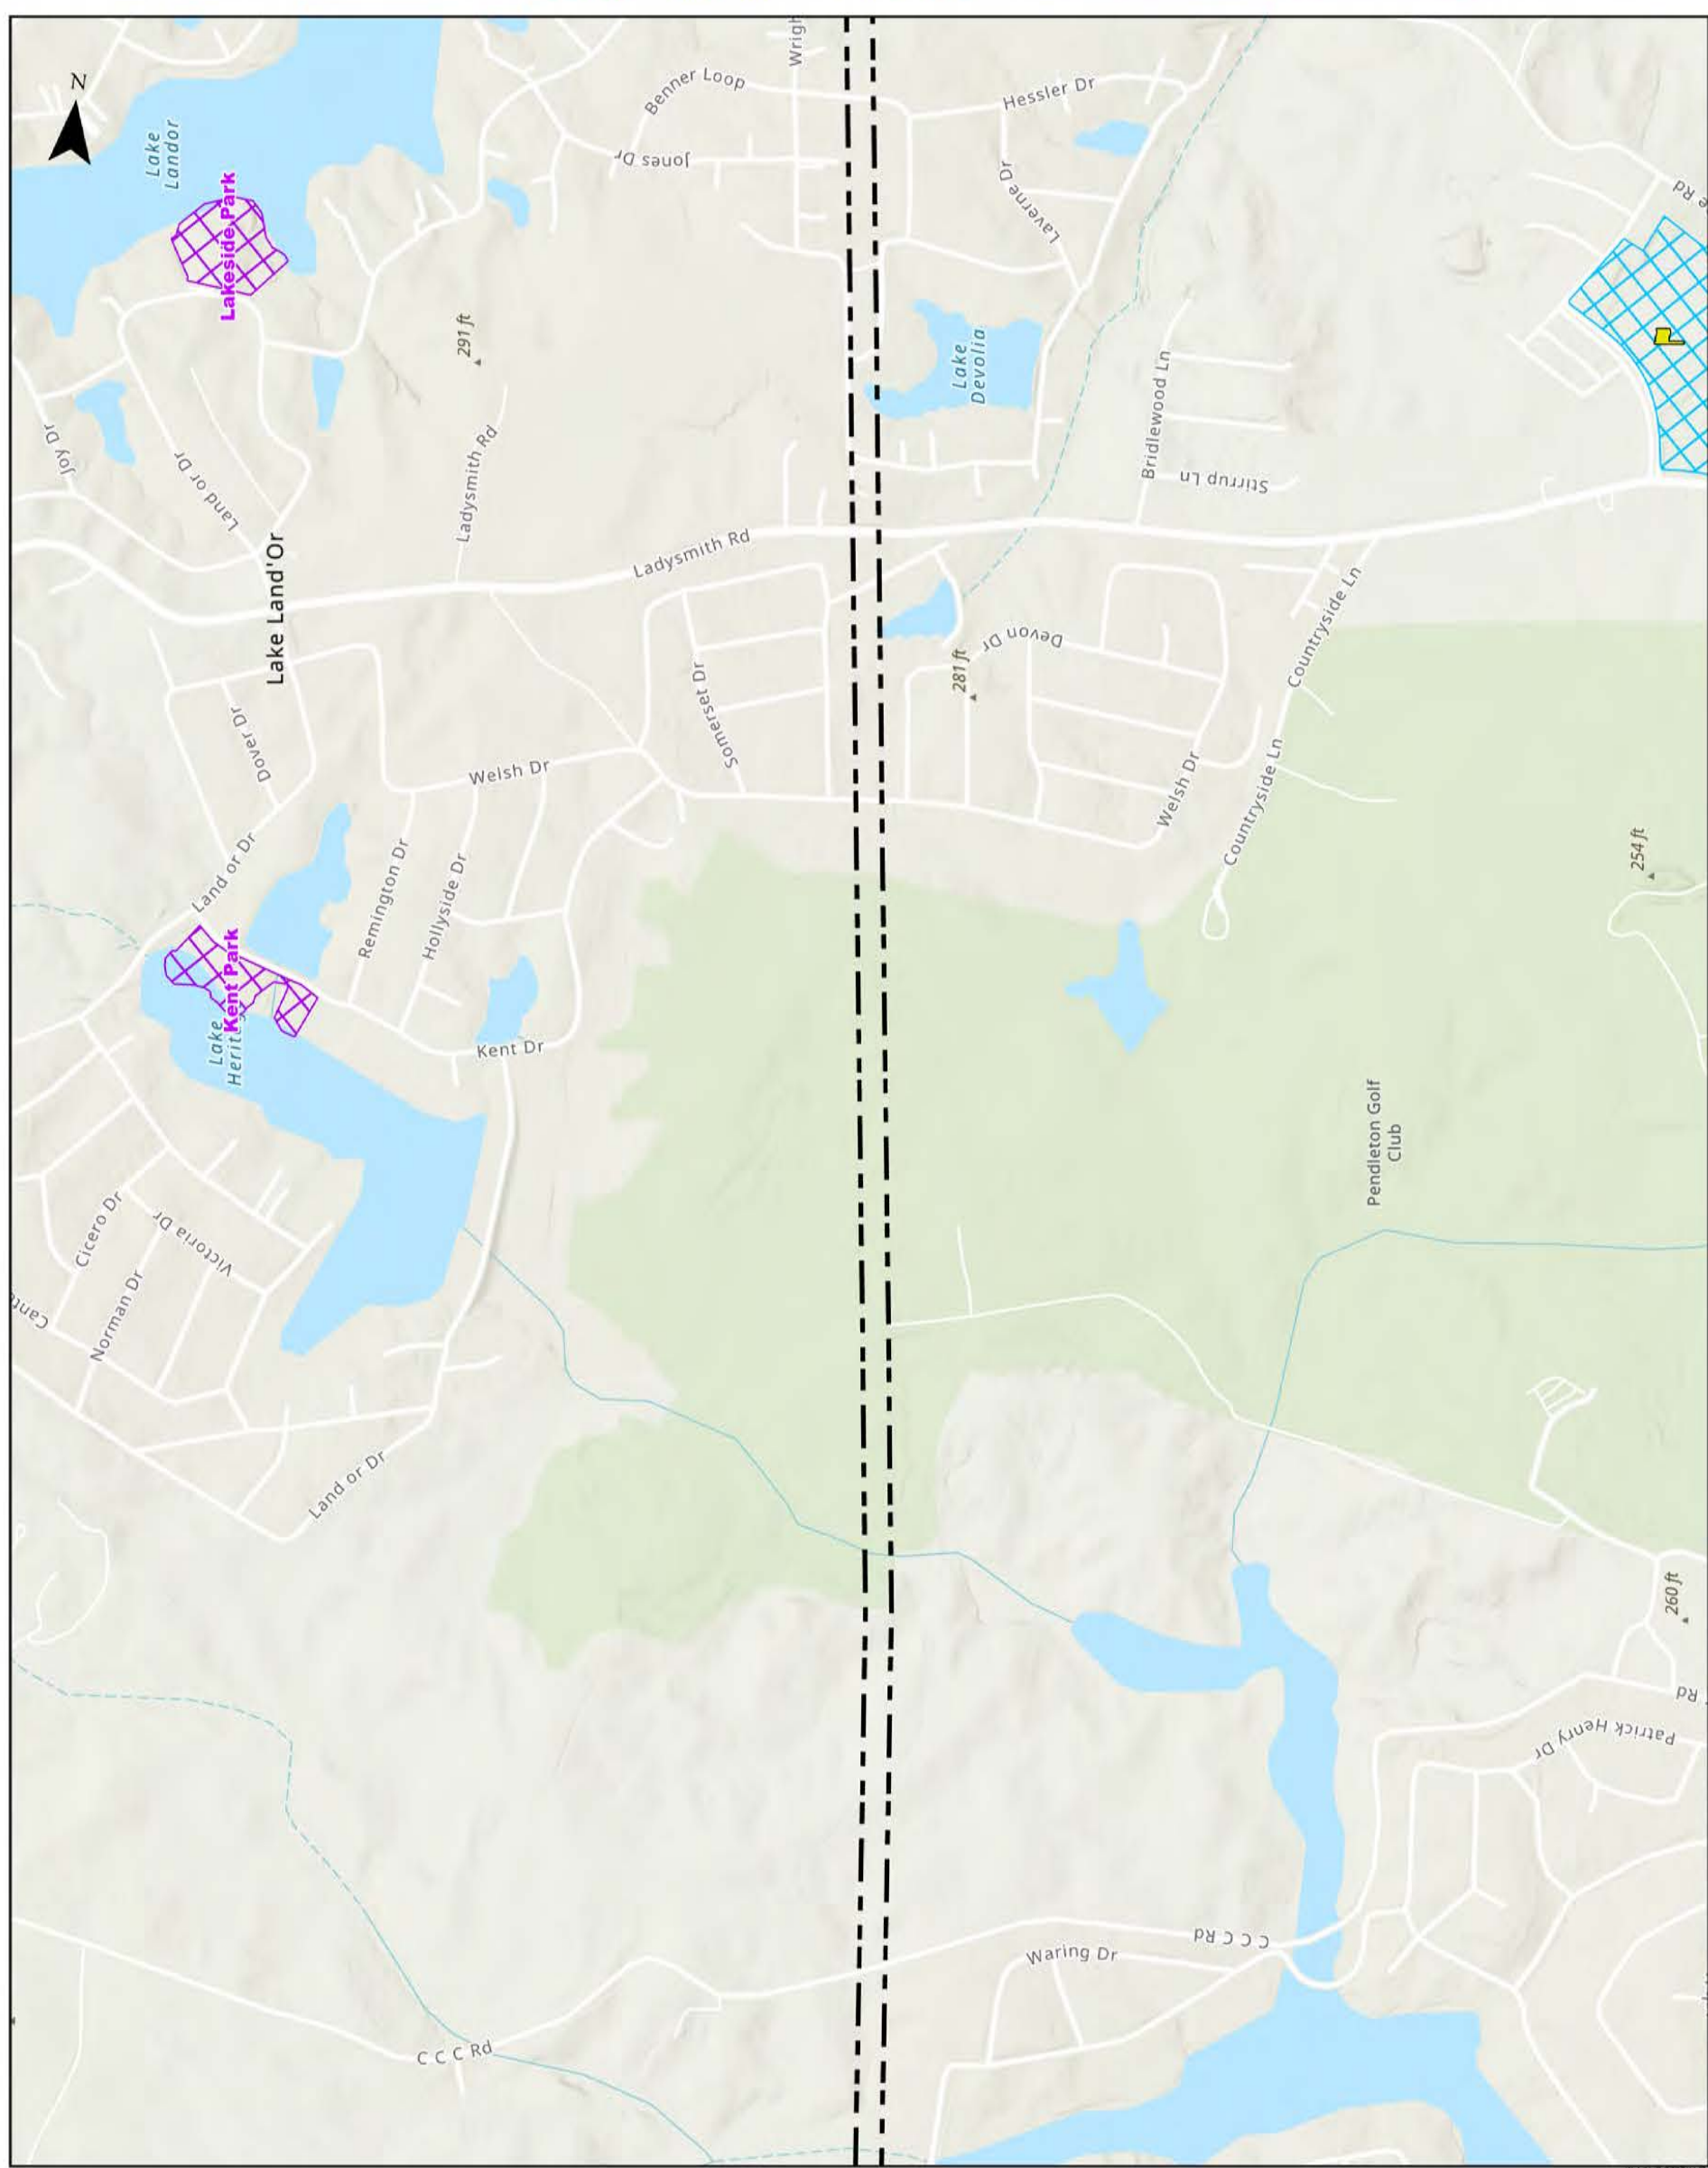 N
Lake
Landor
Lakeside Park
Benner Loop
Jones Dr
Hessler Dr
Laverne Dr
291 ft
Lake
Devolia
Joy Dr
Land or Dr
Ladysmith Rd
Bridlewood Ln
Stirrup Ln
Lake Land'Or
Ladysmith Rd
Devon Dr
281 ft
Countryside Ln
Somerset Dr
Dover Dr
Welsh Dr
Welsh Dr
Countryside Ln
Land or Dr
Remington Dr
Hollyside Dr
254 ft
Kent Park
Lake
Kent Dr
Pendleton Golf
Club
Cicero Dr
Victoria Dr
Norman Dr
Land or Dr
260 ft
Rd
Patrick Henry Dr
C C C Rd
Waring Dr
C C C Rd